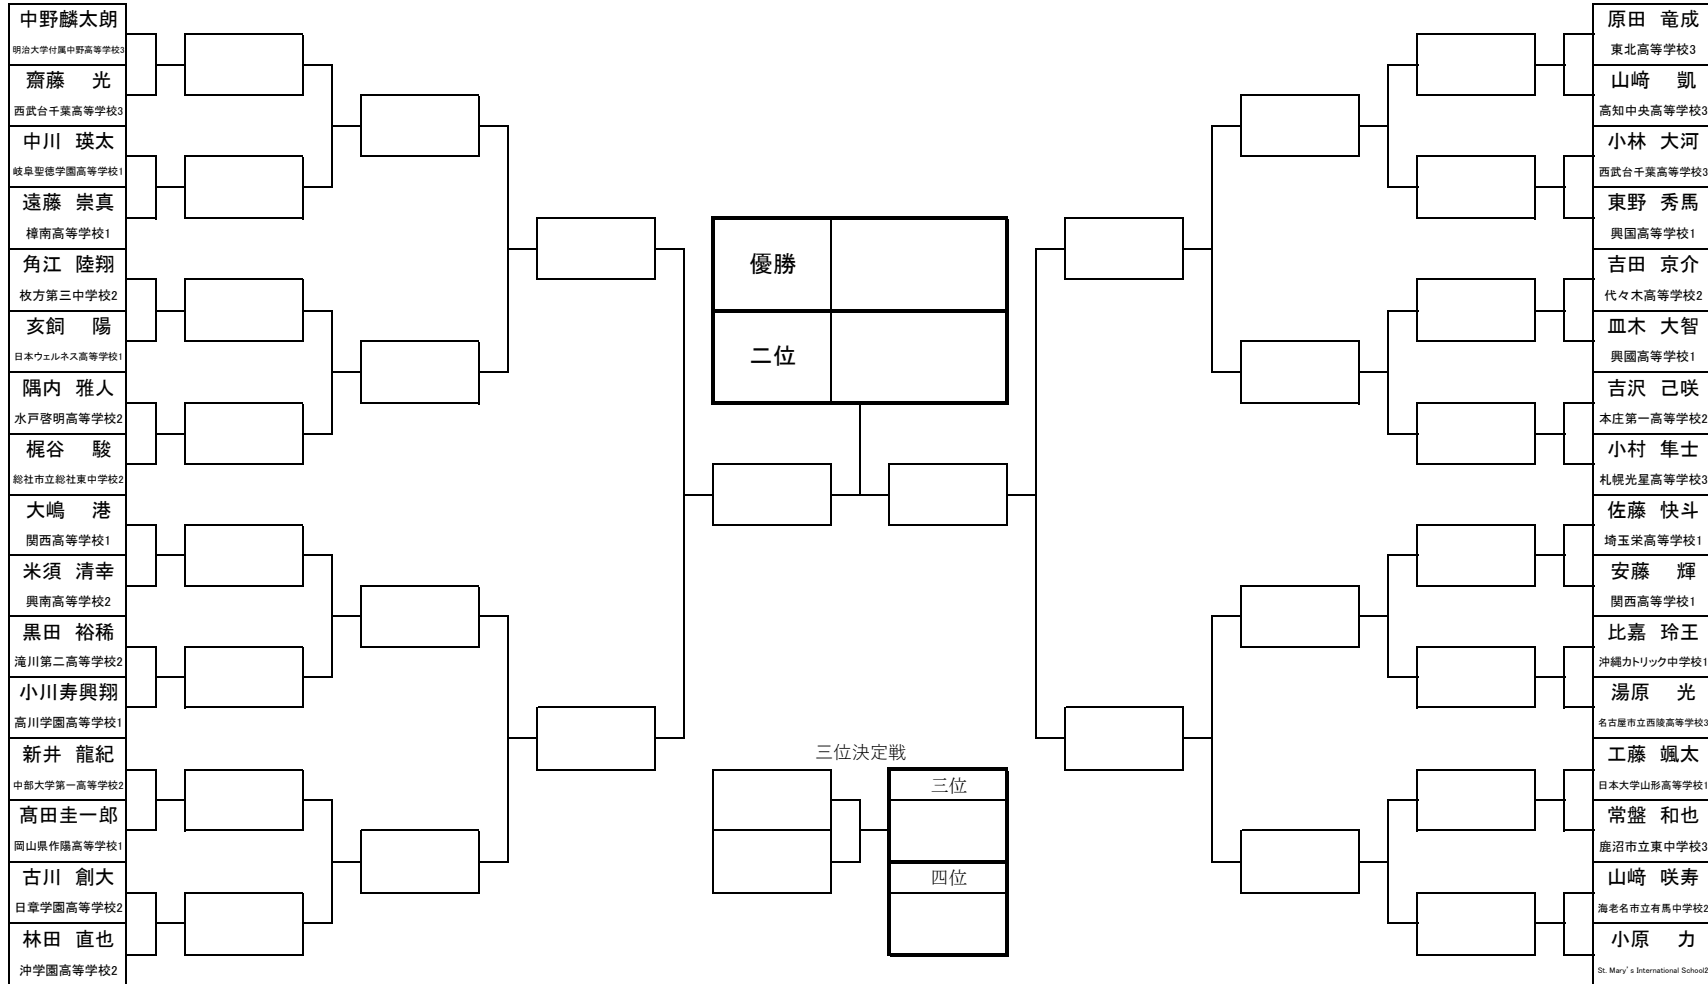 中野麟太朗
明治大学付属中野高等学校3
齋藤 光
西武台千葉高等学校3
中川 瑛太
岐阜聖徳学園高等学校1
遠藤 崇真
樟南高等学校1
角江 陸翔
枚方第三中学校2
亥飼 陽
日本ウェルネス高等学校1
隅内 雅人
水戸啓明高等学校2
梶谷 駿
総社市立総社東中学校2
大嶋 港
関西高等学校1
米須 清幸
興南高等学校2
黒田 裕稀
滝川第二高等学校2
小川寿興翔
高川学園高等学校1
新井 龍紀
中部大学第一高等学校2
髙田圭一郎
岡山県作陽高等学校1
古川 創大
日章学園高等学校2
林田 直也
沖学園高等学校2
優勝
二位
三位決定戦
三位
四位
原田 竜成
東北高等学校3
山﨑 凱
高知中央高等学校3
小林 大河
西武台千葉高等学校3
東野 秀馬
興国高等学校1
吉田 京介
代々木高等学校2
皿木 大智
興國高等学校1
吉沢 己咲
本庄第一高等学校2
小村 隼士
札幌光星高等学校3
佐藤 快斗
埼玉栄高等学校1
安藤 輝
関西高等学校1
比嘉 玲王
沖縄カトリック中学校1
湯原 光
名古屋市立西陵高等学校3
工藤 颯太
日本大学山形高等学校1
常盤 和也
鹿沼市立東中学校3
山﨑 咲寿
海老名市立有馬中学校2
小原 力
St. Mary's International School2